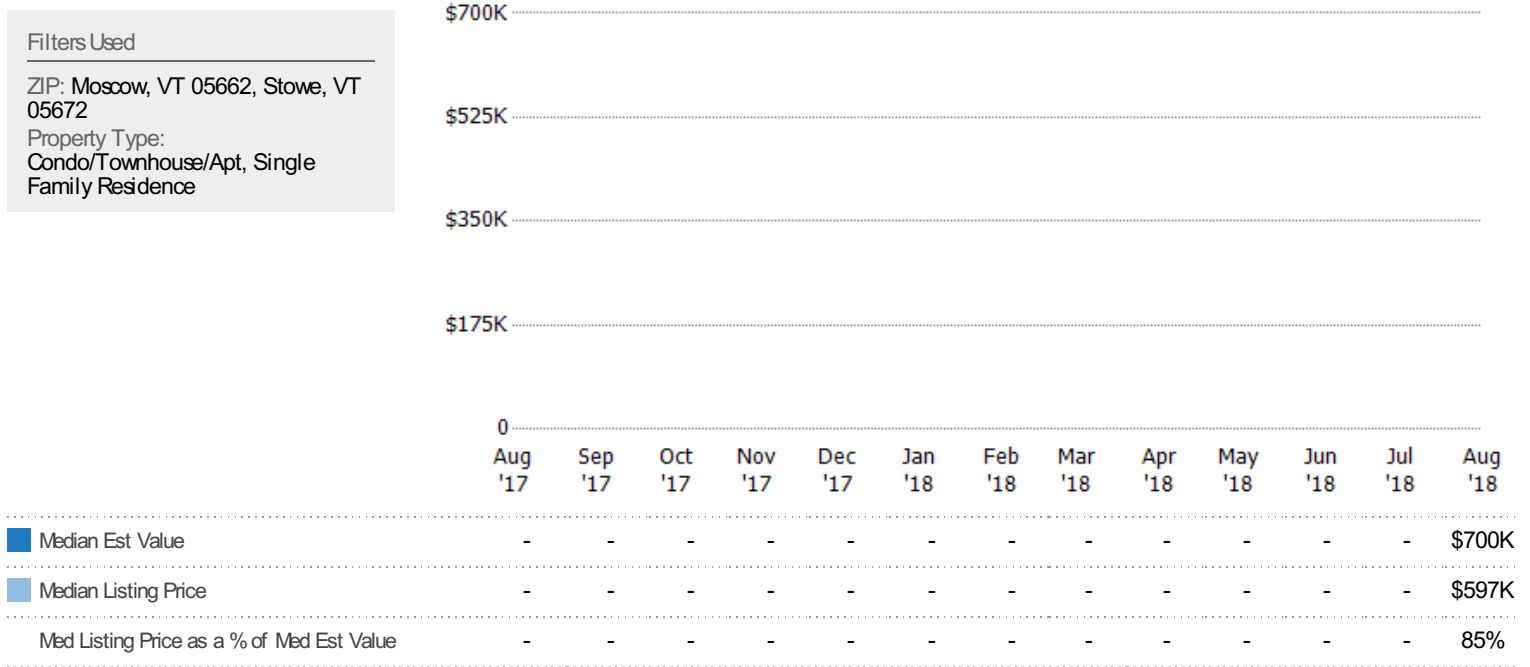 Filters Used
ZIP: Moscow, VT 05662, Stowe, VT
05672
Property Type:
Condo/Townhouse/Apt, Single
Family Residence
$700K
$525K
$350K
$175K
0
Aug Sep Oct Nov Dec Jan Feb Mar Apr May Jun Jul Aug
'17 '17 '17 '17 '17 '18 '18 '18 '18 '18 '18 '18 '18
Median Est Value - - - - - - - - - - - - $700K
Median Listing Price - - - - - - - - - - - - $597K
Med Listing Price as a % of Med Est Value - - - - - - - - - - - - 85%